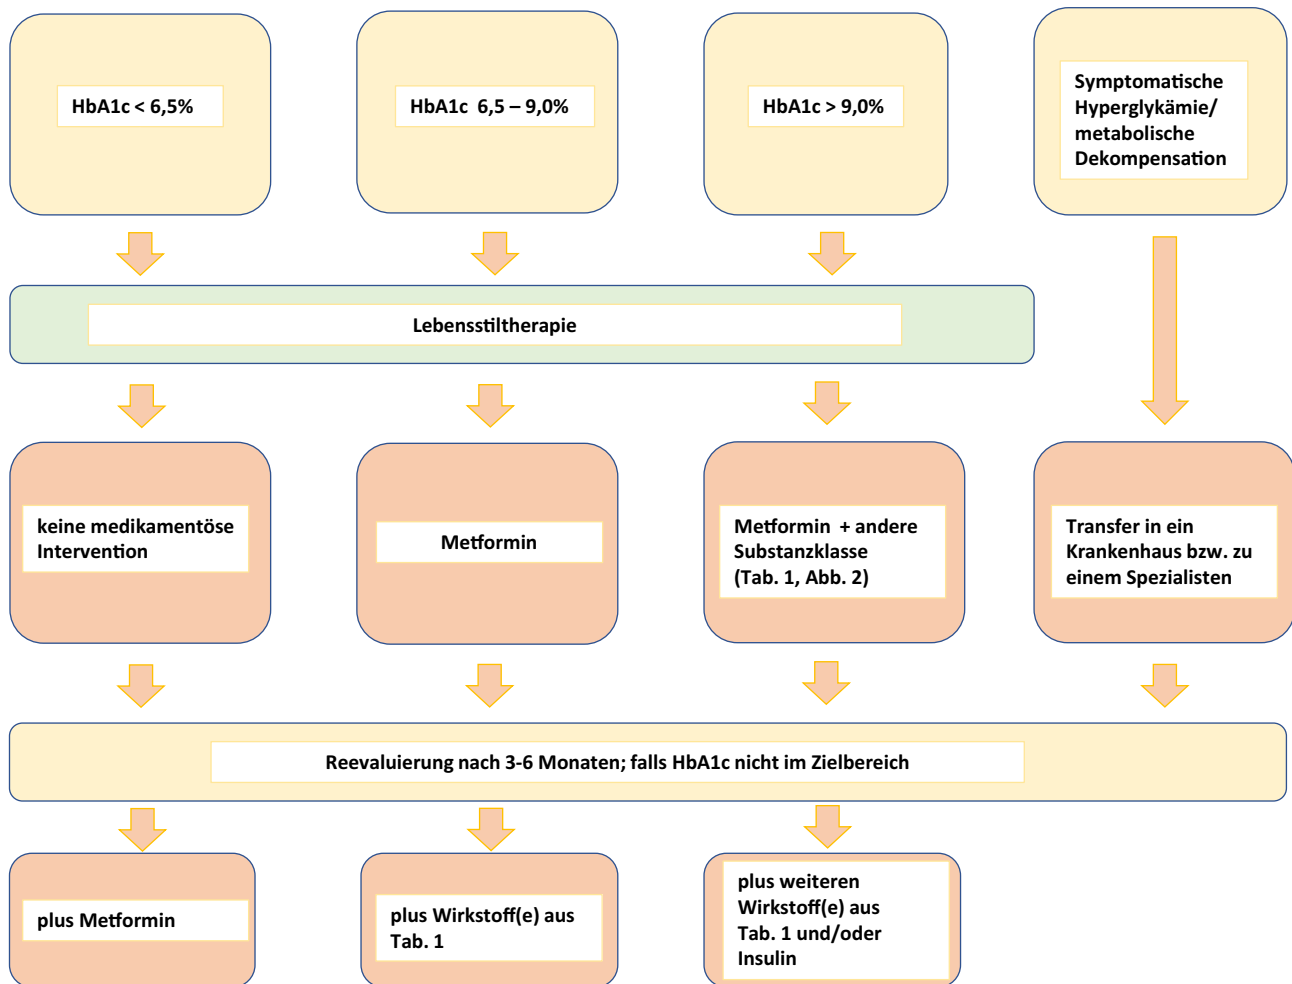 HbA1c < 6,5%
HbA1c  6,5 – 9,0%
HbA1c > 9,0%
Symptomatische
Hyperglykämie/
metabolische
Dekompensation
Lebensstiltherapie
keine medikamentöse
Intervention
Metformin
Metformin  + andere
Substanzklasse
(Tab. 1, Abb. 2)
Transfer in ein
Krankenhaus bzw. zu
einem Spezialisten
Reevaluierung nach 3-6 Monaten; falls HbA1c nicht im Zielbereich
plus Metformin
plus Wirkstoff(e) aus
Tab. 1
plus weiteren
Wirkstoff(e) aus
Tab. 1 und/oder
Insulin